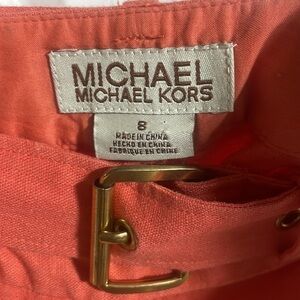 MICHAEL
MICHAEL KORS
8
MADE IN CHINA
HECHO EN CHINA
FABRIQUE EN CHINE